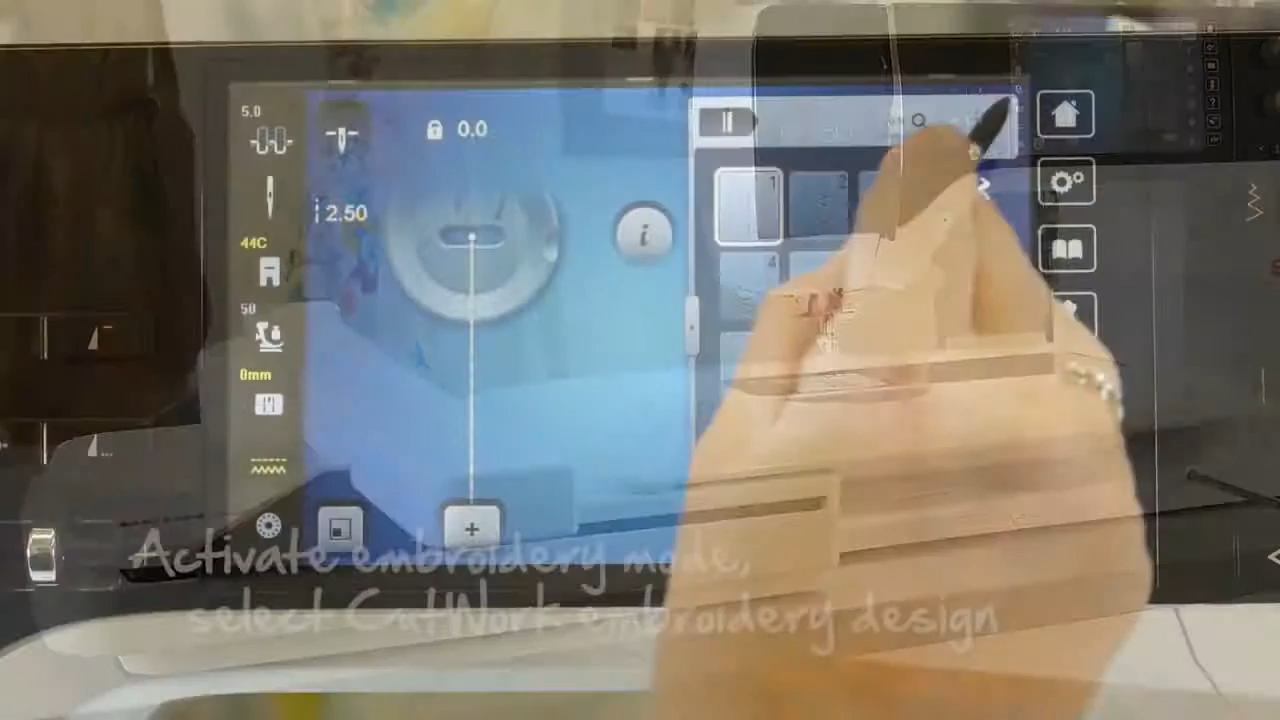 5.0
0.0
2.50
44C
50
0mm
i
1
2
4
+
Activate embroidery mode,
select CutWork embroidery design